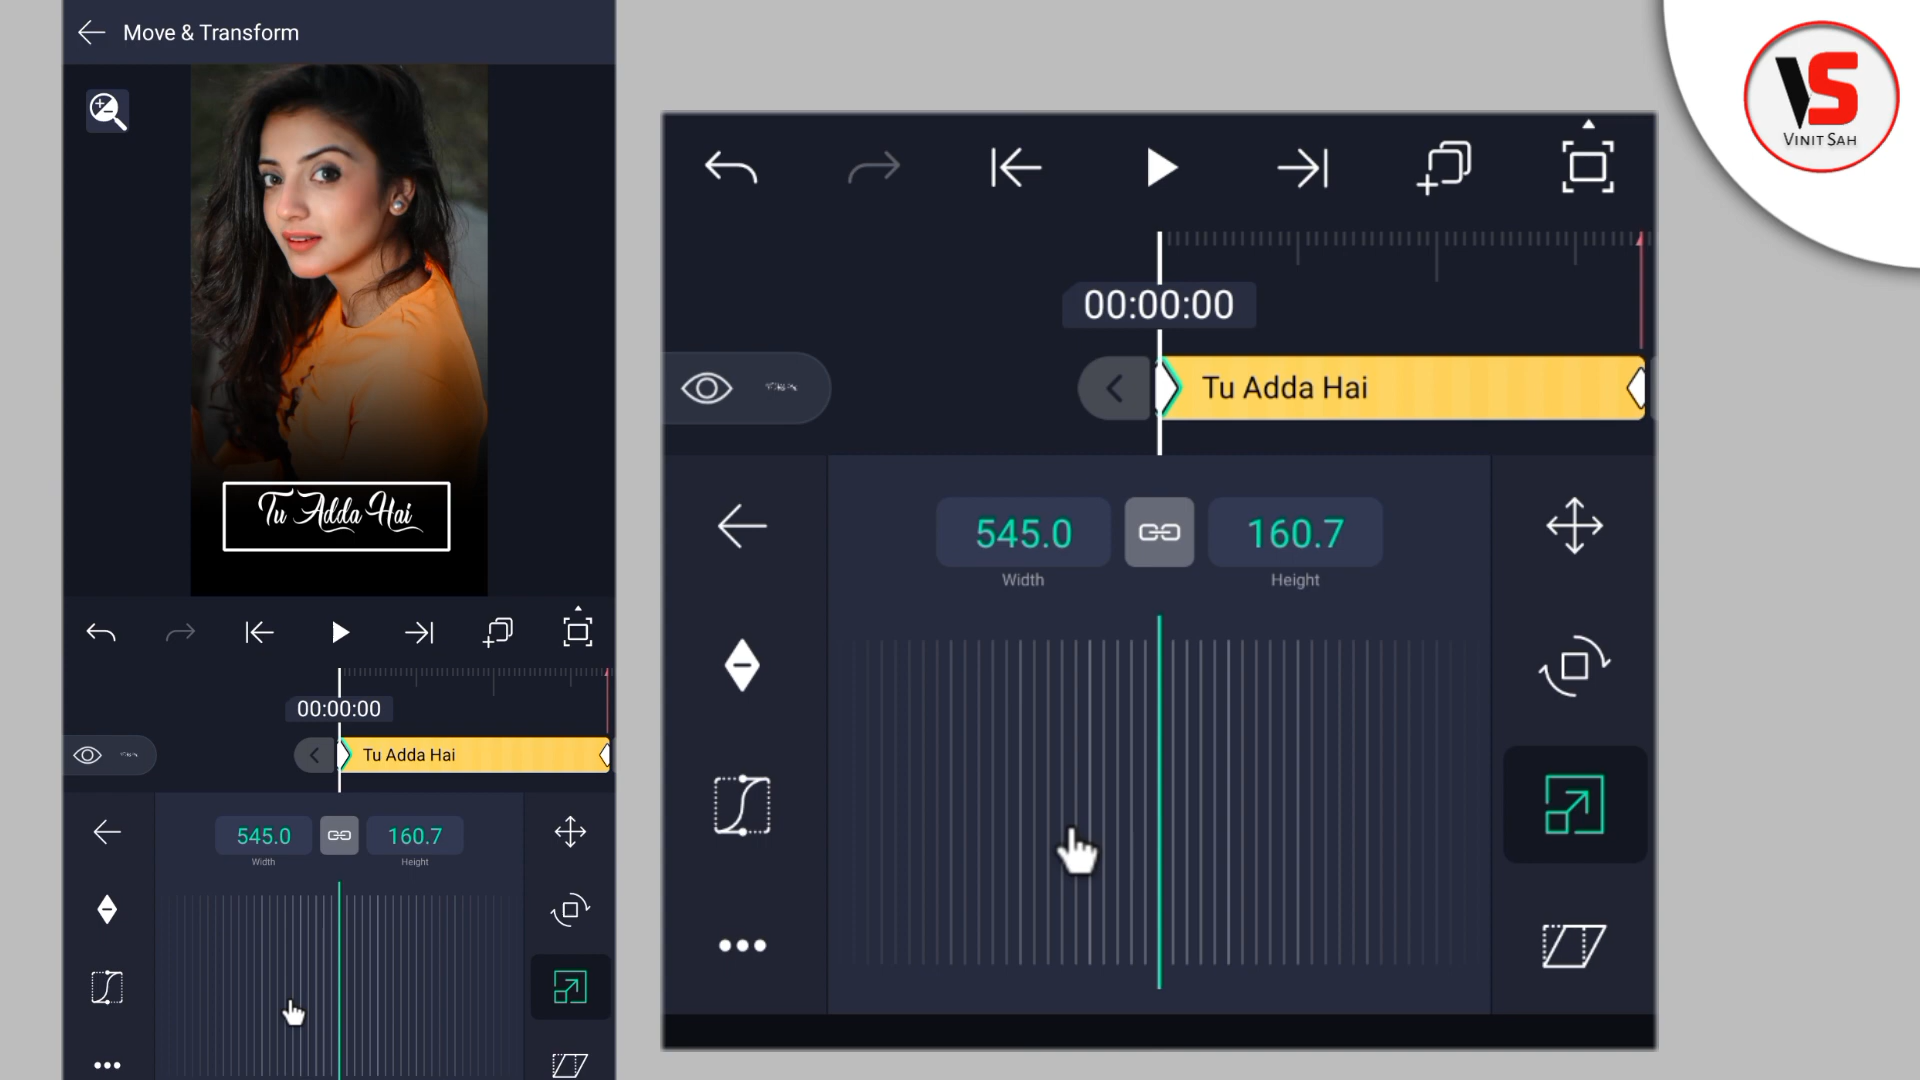 Move & Transform
Tu Adda Hai
00:00:00
Tu Adda Hai
545.0
160.7
Width
Height
00:00:00
Tu Adda Hai
545.0
160.7
Width
Height
VS
VINIT SAH